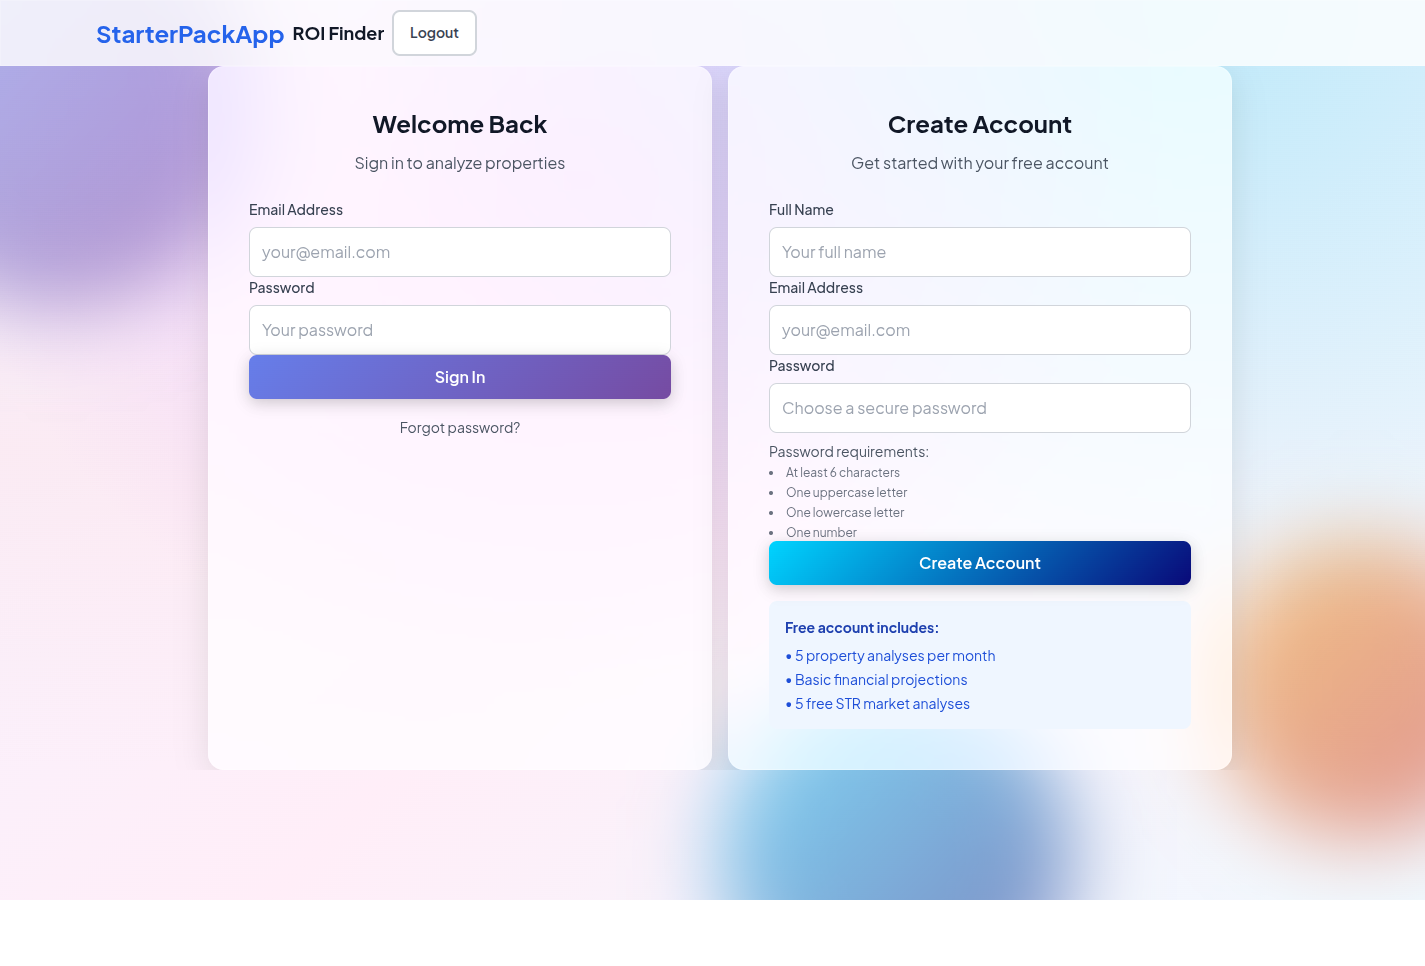 StarterPackApp ROI Finder Logout
Welcome Back
Sign in to analyze properties
Email Address
your@email.com
Password
Your password
Sign In
Forgot password?
Create Account
Get started with your free account
Full Name
Your full name
Email Address
your@email.com
Password
Choose a secure password
Password requirements:
• At least 6 characters
• One uppercase letter
• One lowercase letter
• One number
Create Account
Free account includes:
• 5 property analyses per month
• Basic financial projections
• 5 free STR market analyses